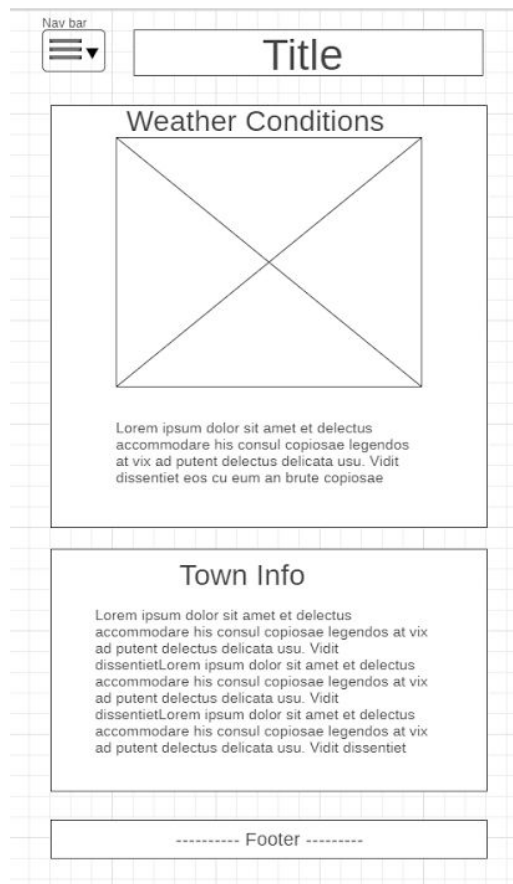 Nav bar
Title
Weather Conditions
Lorem ipsum dolor sit amet et delectus
accommodare his consul copiosae legendos
at vix ad putent delectus delicata usu. Vidit
dissentiet eos cu eum an brute copiosae
Town Info
Lorem ipsum dolor sit amet et delectus
accommodare his consul copiosae legendos at vix
ad putent delectus delicata usu. Vidit
dissentietLorem ipsum dolor sit amet et delectus
accommodare his consul copiosae legendos at vix
ad putent delectus delicata usu. Vidit
dissentietLorem ipsum dolor sit amet et delectus
accommodare his consul copiosae legendos at vix
ad putent delectus delicata usu. Vidit dissentiet
---------- Footer ---------